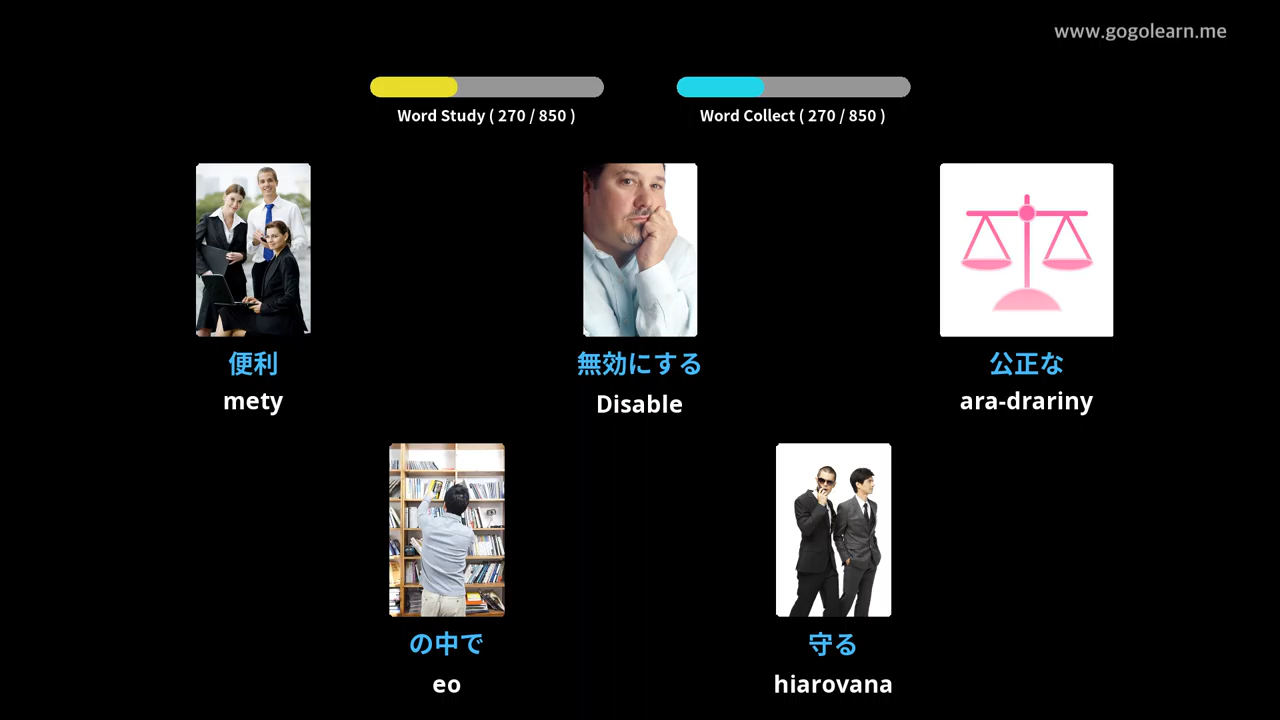 www.gogolearn.me
Word Study ( 270 / 850 )
Word Collect ( 270 / 850 )
便利
mety
無効にする
Disable
公正な
ara-drariny
の中で
eo
守る
hiarovana